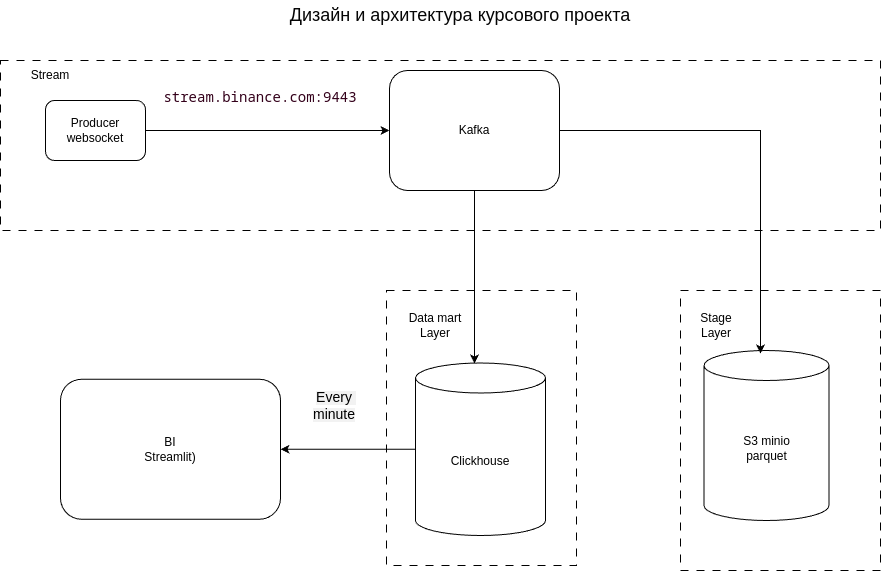 Дизайн и архитектура курсового проекта
Stream
stream.binance.com:9443
Producer
websocket
Kafka
Data mart
Layer
Stage
Layer
Every
minute
BI
Streamlit)
Clickhouse
S3 minio
parquet